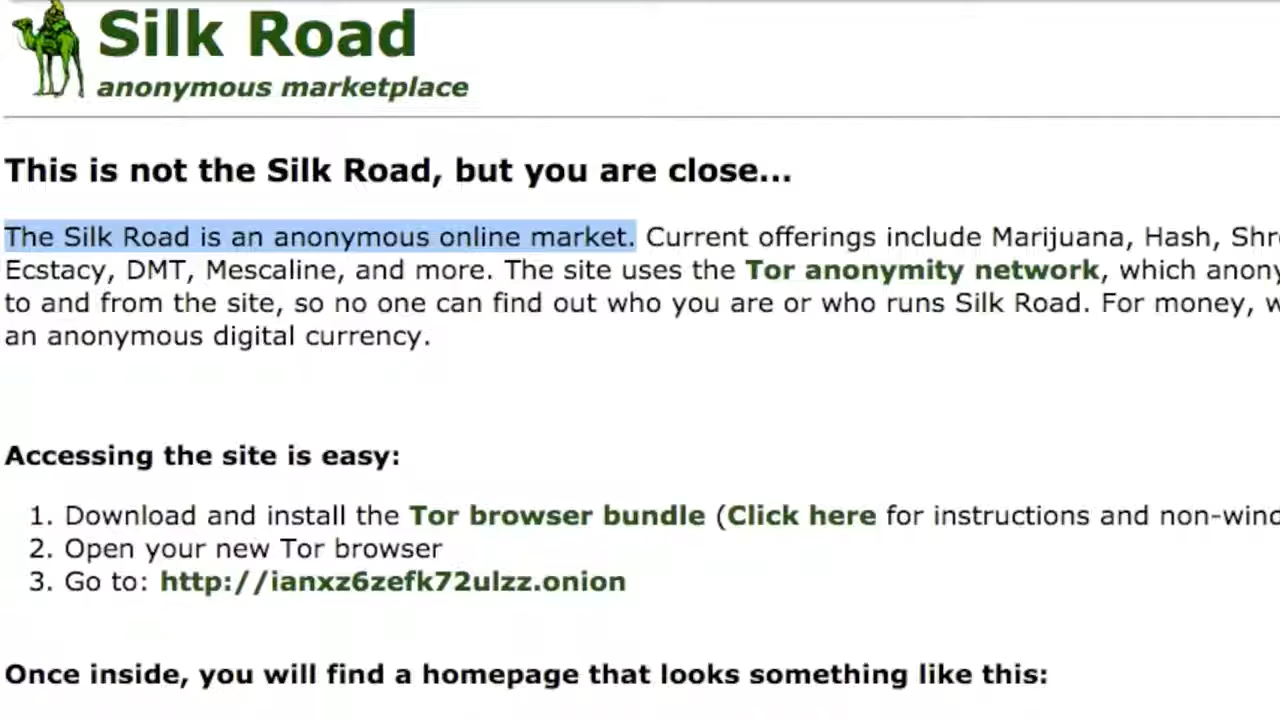 Silk Road
anonymous marketplace
This is not the Silk Road, but you are close...
The Silk Road is an anonymous online market. Current offerings include Marijuana, Hash,
Ecstacy, DMT, Mescaline, and more. The site uses the Tor anonymity network, which
to and from the site, so no one can find out who you are or who runs Silk Road. For money,
an anonymous digital currency.
Accessing the site is easy:
1. Download and install the Tor browser bundle (Click here for instructions and
2. Open your new Tor browser
3. Go to: http://ianxz6zefk72ulzz.onion
Once inside, you will find a homepage that looks something like this: